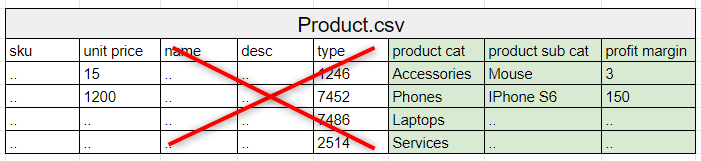 Product.csv
sku unit price name desc type product cat product sub cat profit margin
.. 15 .. .. 1246 Accessories Mouse 3
.. 1200 .. .. 7452 Phones IPhone S6 150
.. .. .. .. 7486 Laptops .. ..
.. .. .. .. 2514 Services .. ..